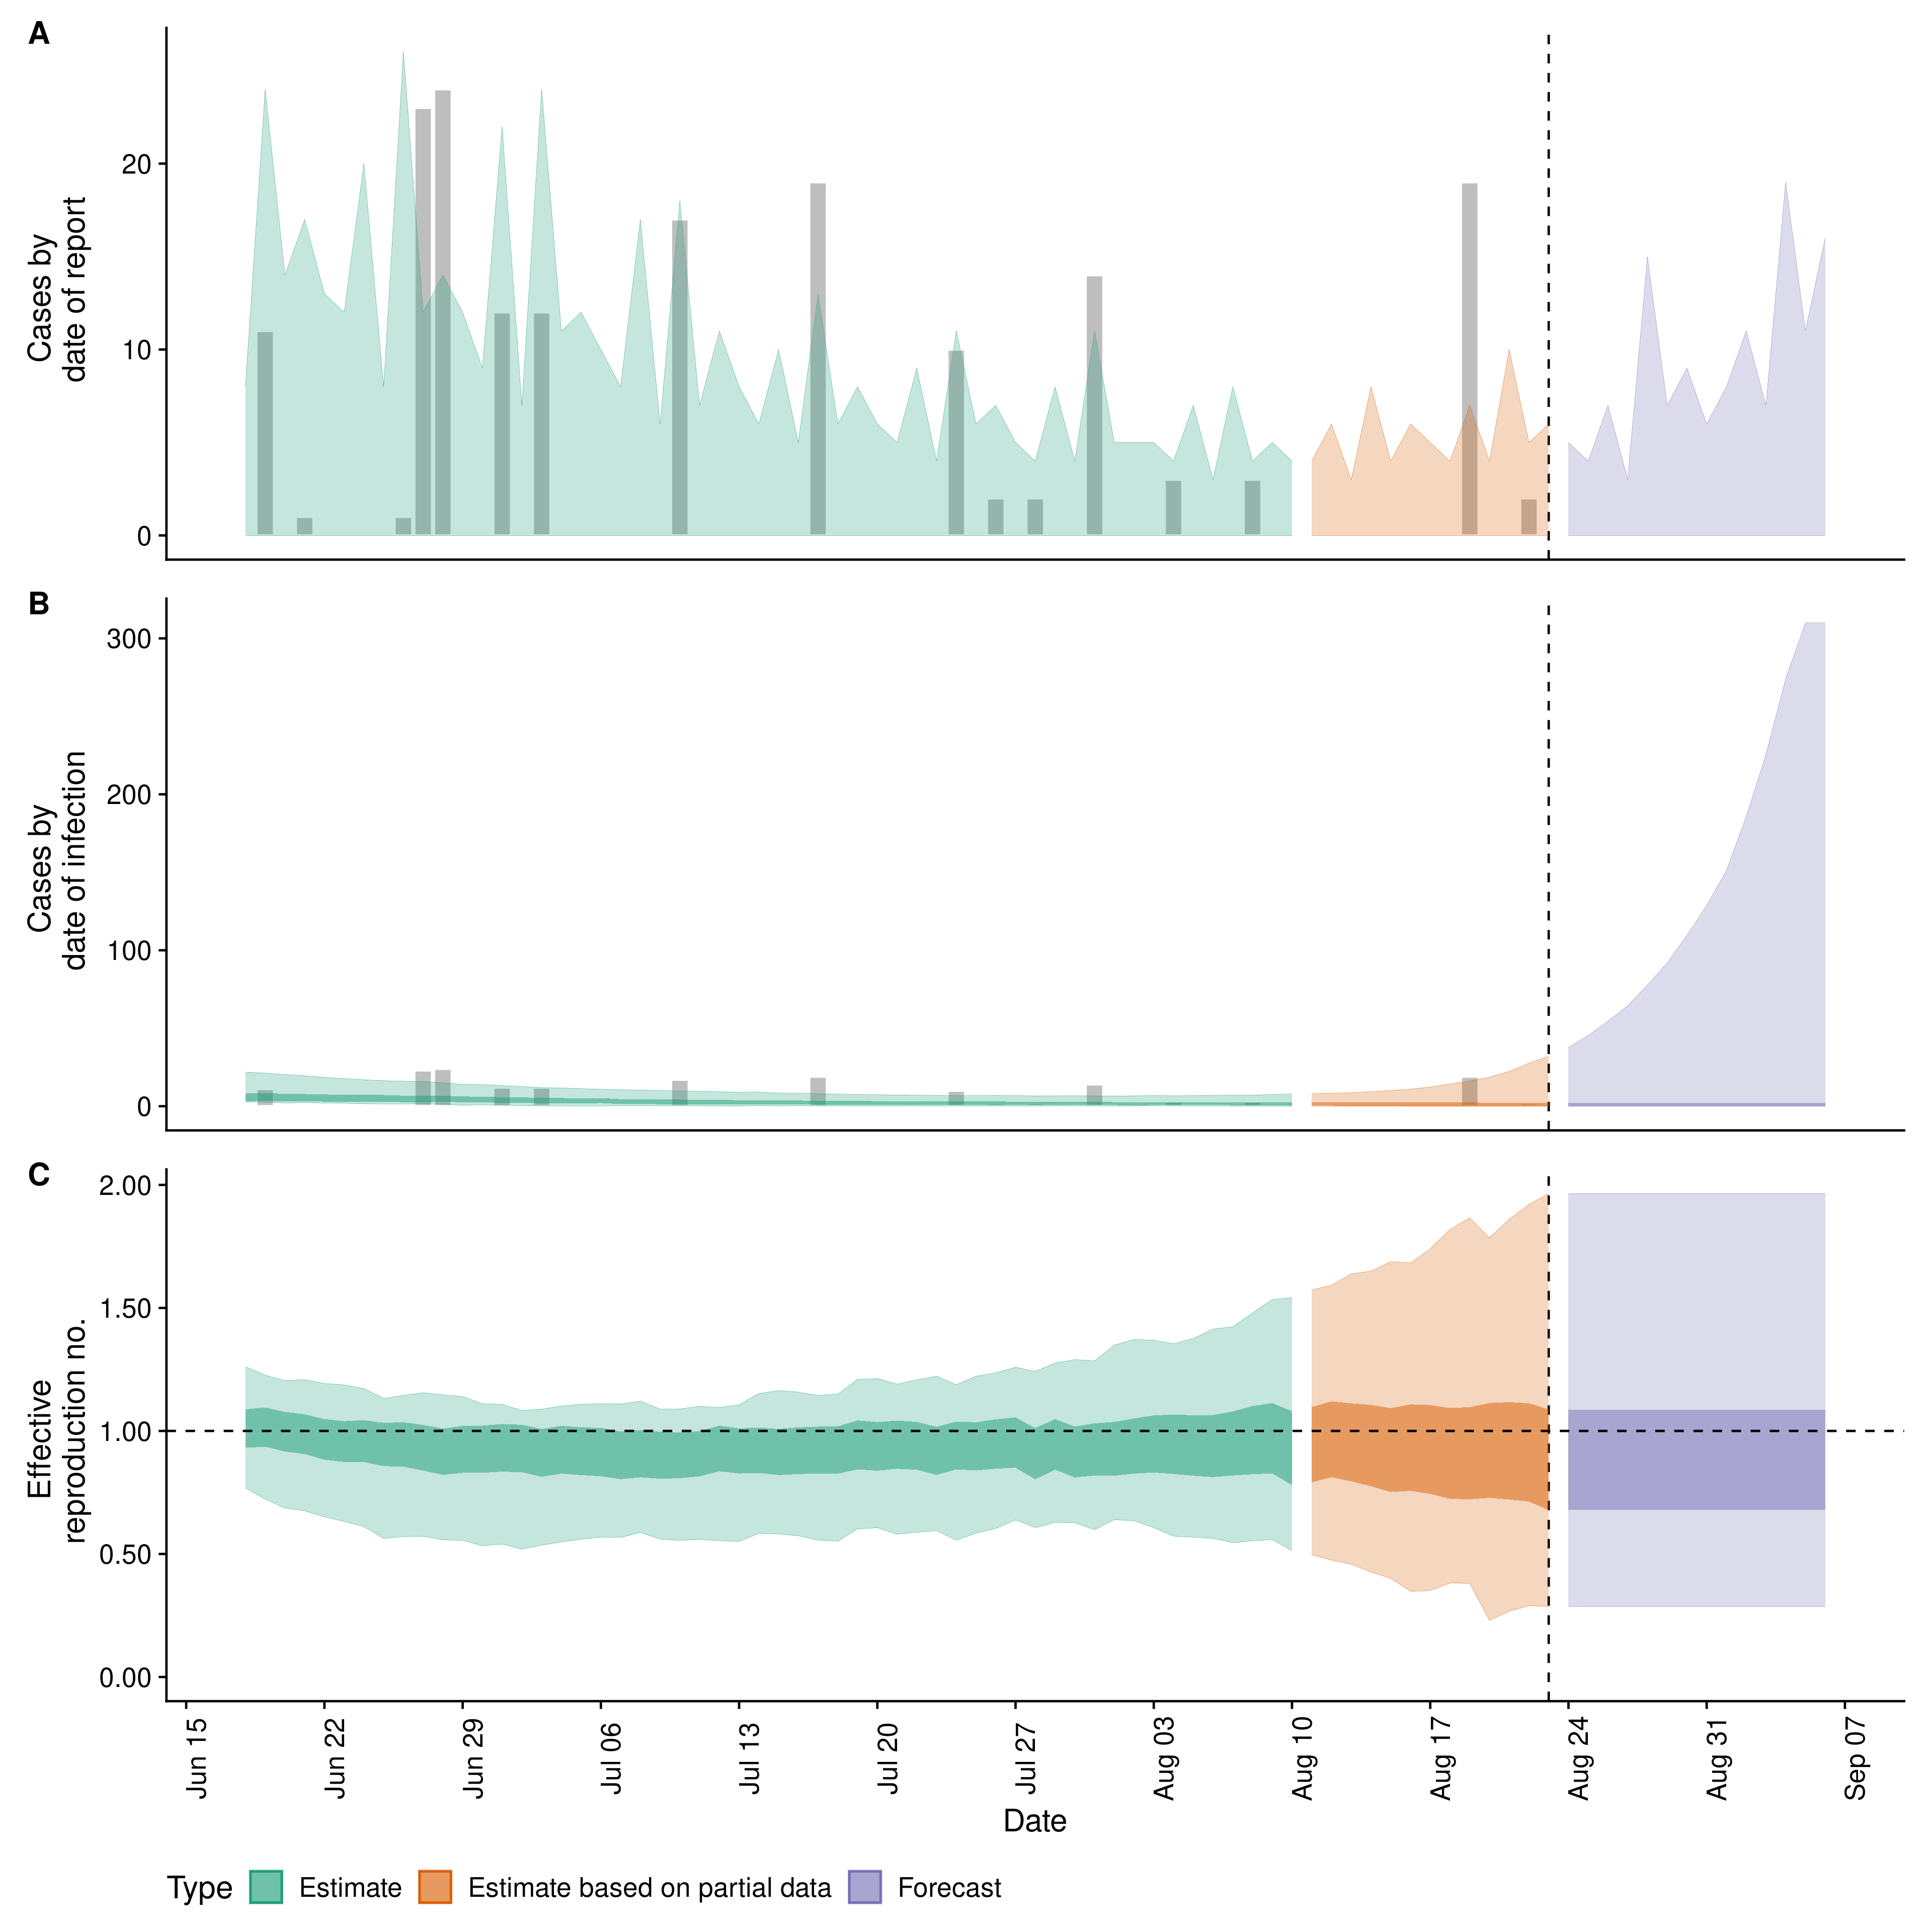 A
Cases by
date of report
20
10
0
B
Cases by
date of infection
300
200
100
0
C
Effective
reproduction no.
2.00
1.50
1.00
0.50
0.00
Jun 15
Jun 22
Jun 29
Jul 06
Jul 13
Jul 20
Jul 27
Aug 03
Aug 10
Aug 17
Aug 24
Aug 31
Sep 07
Date
Type Estimate Estimate based on partial data Forecast